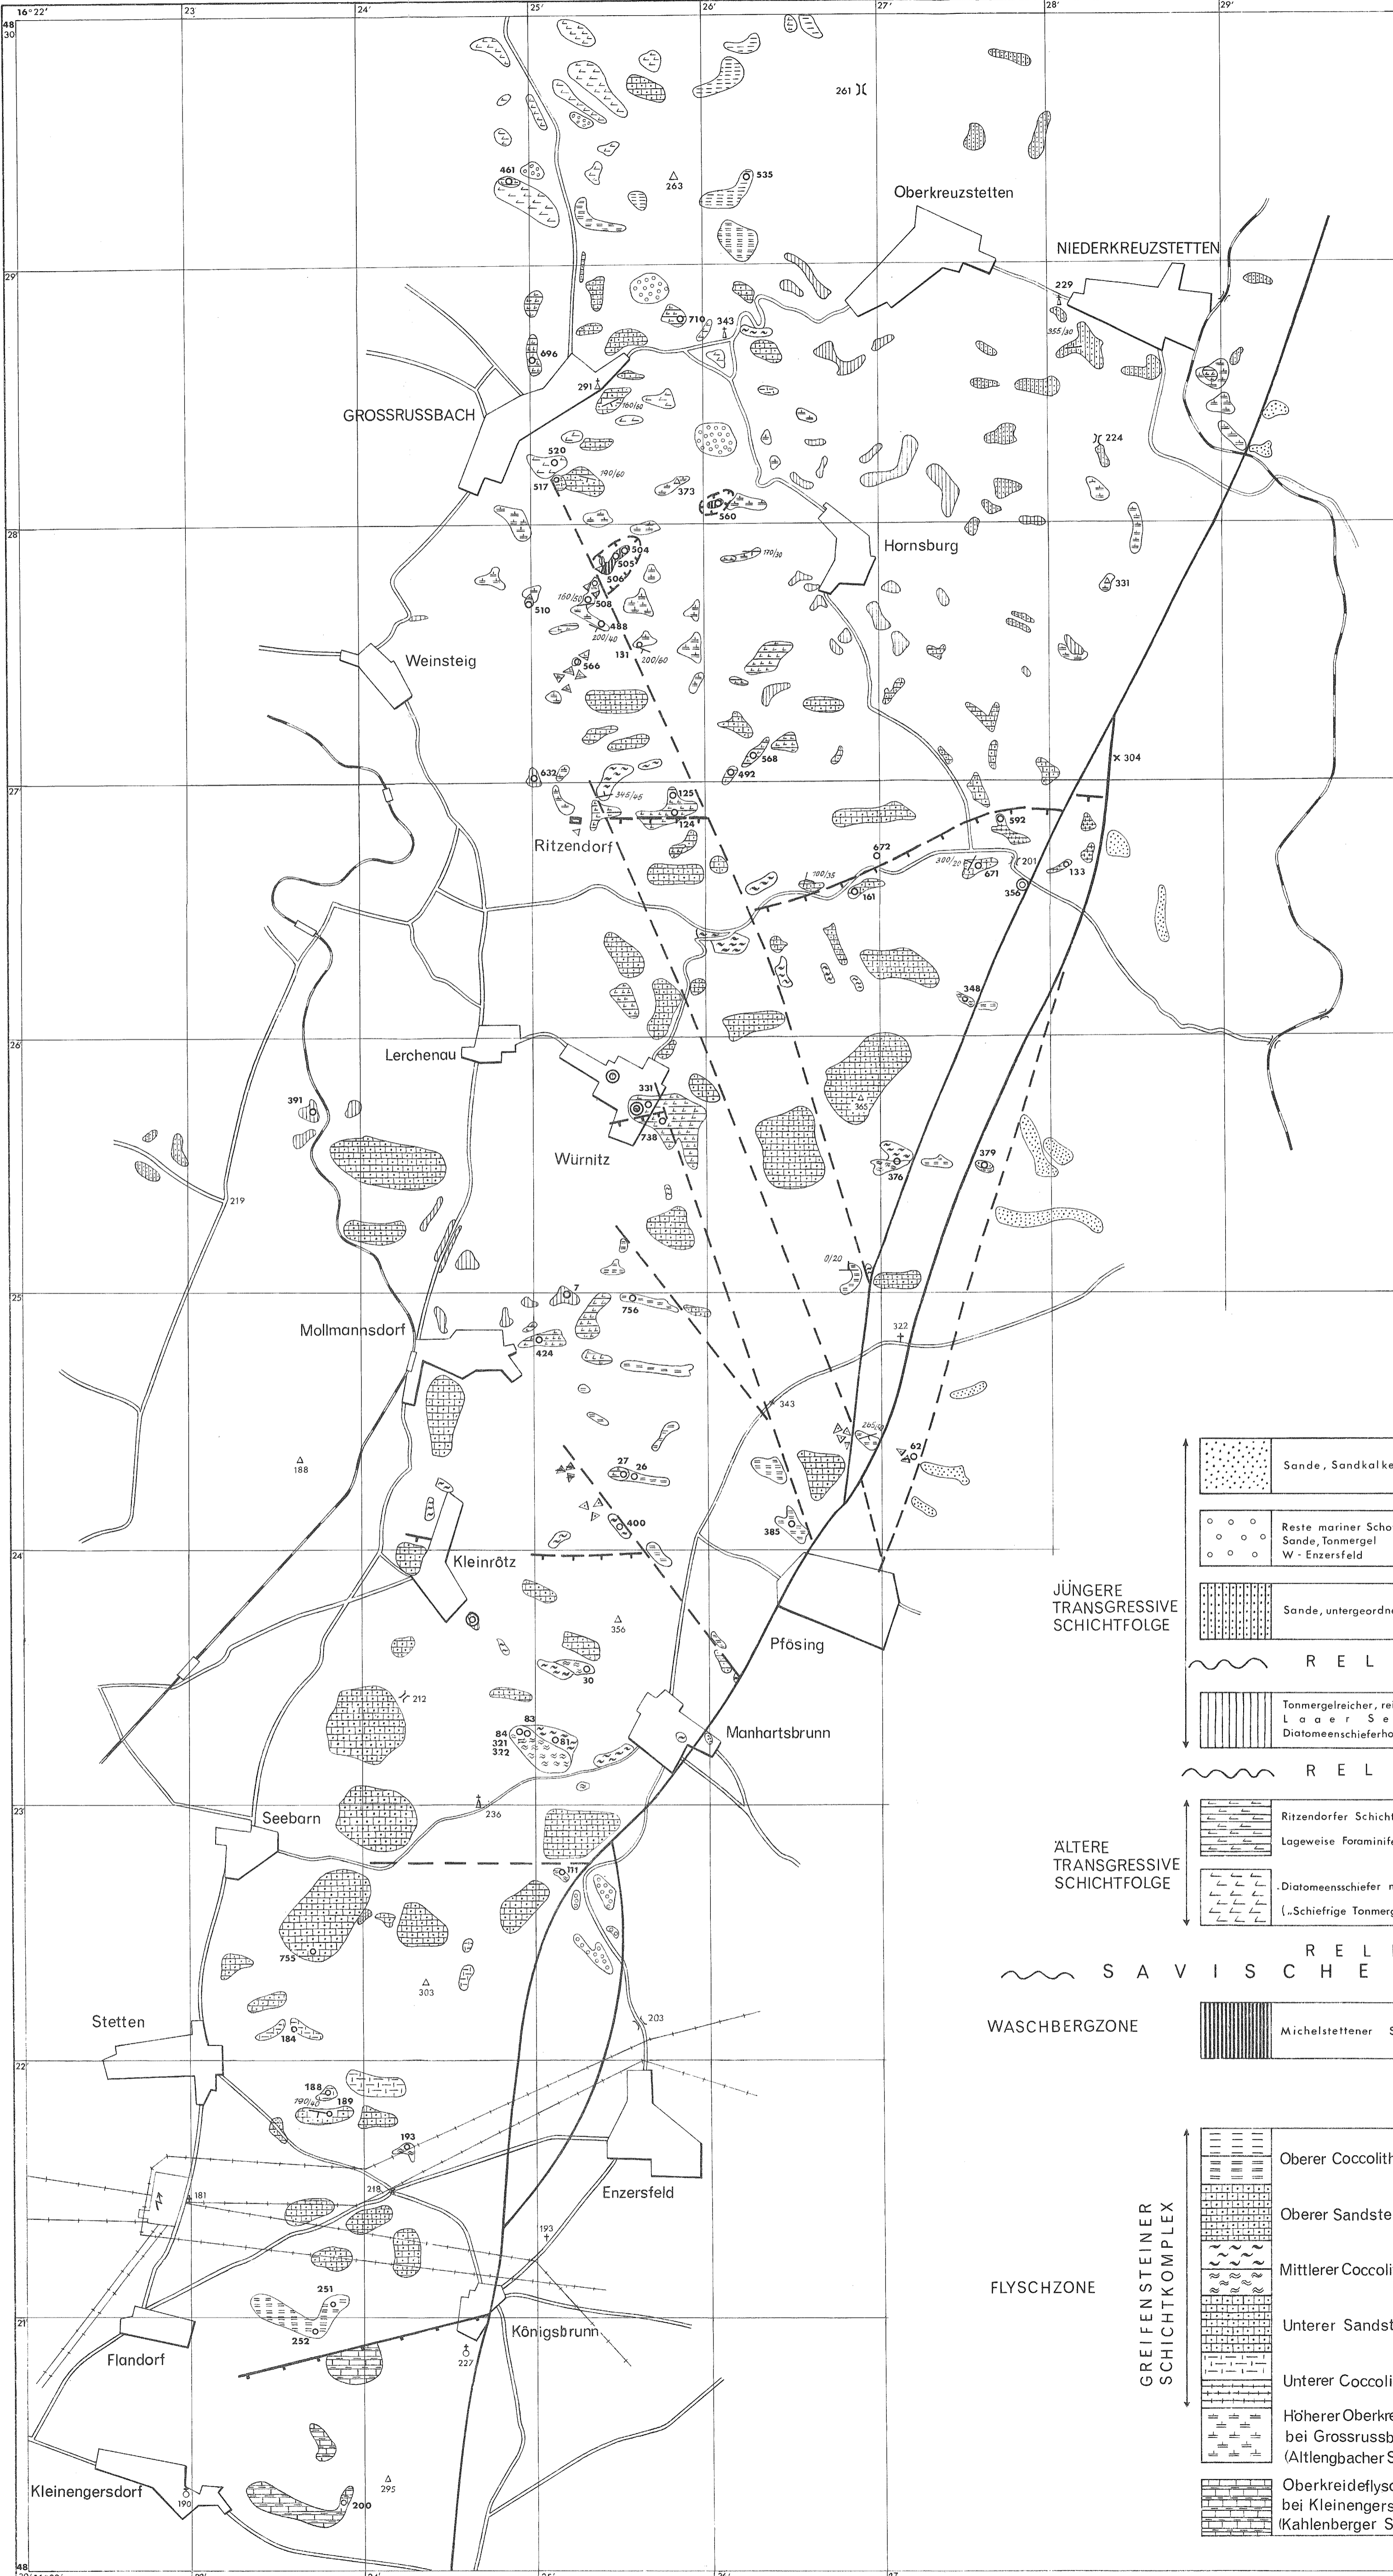 16°22' 23' 24' 25' 26' 27' 28' 29'
48
30'
261
461
263
535
Oberkreuzstetten
NIEDERKREUZSTETTEN
29'
229
710 343
355/30
696
291
160/60
GROSSRUSSBACH
224
520
190/60
517
373
560
28'
504
Hornsburg
505
170/30
506
331
160/50
508
510
488
200/40
131
200/60
Weinsteig
566
568
304
492
632
27'
125
345/45
124
592
Ritzendorf
672
300/20
201
671
133
100/35
356
161
348
26'
Lerchenau
331
391
365
738
Würnitz
379
376
219
0/20
25'
7
756
322
Mollmannsdorf
424
343
62
27 26
188
400
385
24'
Kleinrötz
356
Pfösing
30
212
83
84
321
322
81
Manhartsbrunn
236
23'
Seebarn
111
755
303
Stetten
203
184
22'
188
190/40
189
193
218
181
Enzersfeld
193
251
252
21'
Königsbrunn
Flandorf
227
295
Kleinengersdorf
190
200
48
JÜNGERE
TRANSGRESSIVE
SCHICHTFOLGE
Sande, Sandkalke
Reste mariner Scho
Sande, Tonmergel
W - Enzersfeld
Sande, untergeordne
R E L
Tonmergelreicher, rei
Laaer Se
Diatomeenschieferho
R E L
ÄLTERE
TRANSGRESSIVE
SCHICHTFOLGE
Ritzendorfer Schicht
Lageweise Foraminife
Diatomeensschiefer m
(„Schiefrige Tonmerg
R E L
S A V I S C H E
WASCHBERGZONE
Michelstettener S
FLYSCHZONE
GREIFENSTEINER
SCHICHTKOMPLEX
Oberer Coccolith
Oberer Sandste
Mittlerer Coccoli
Unterer Sandst
Unterer Coccoli
Höherer Oberkre
bei Grossrussb
(Altlengbacher S
Oberkreideflysc
bei Kleinengers
(Kahlenberger S